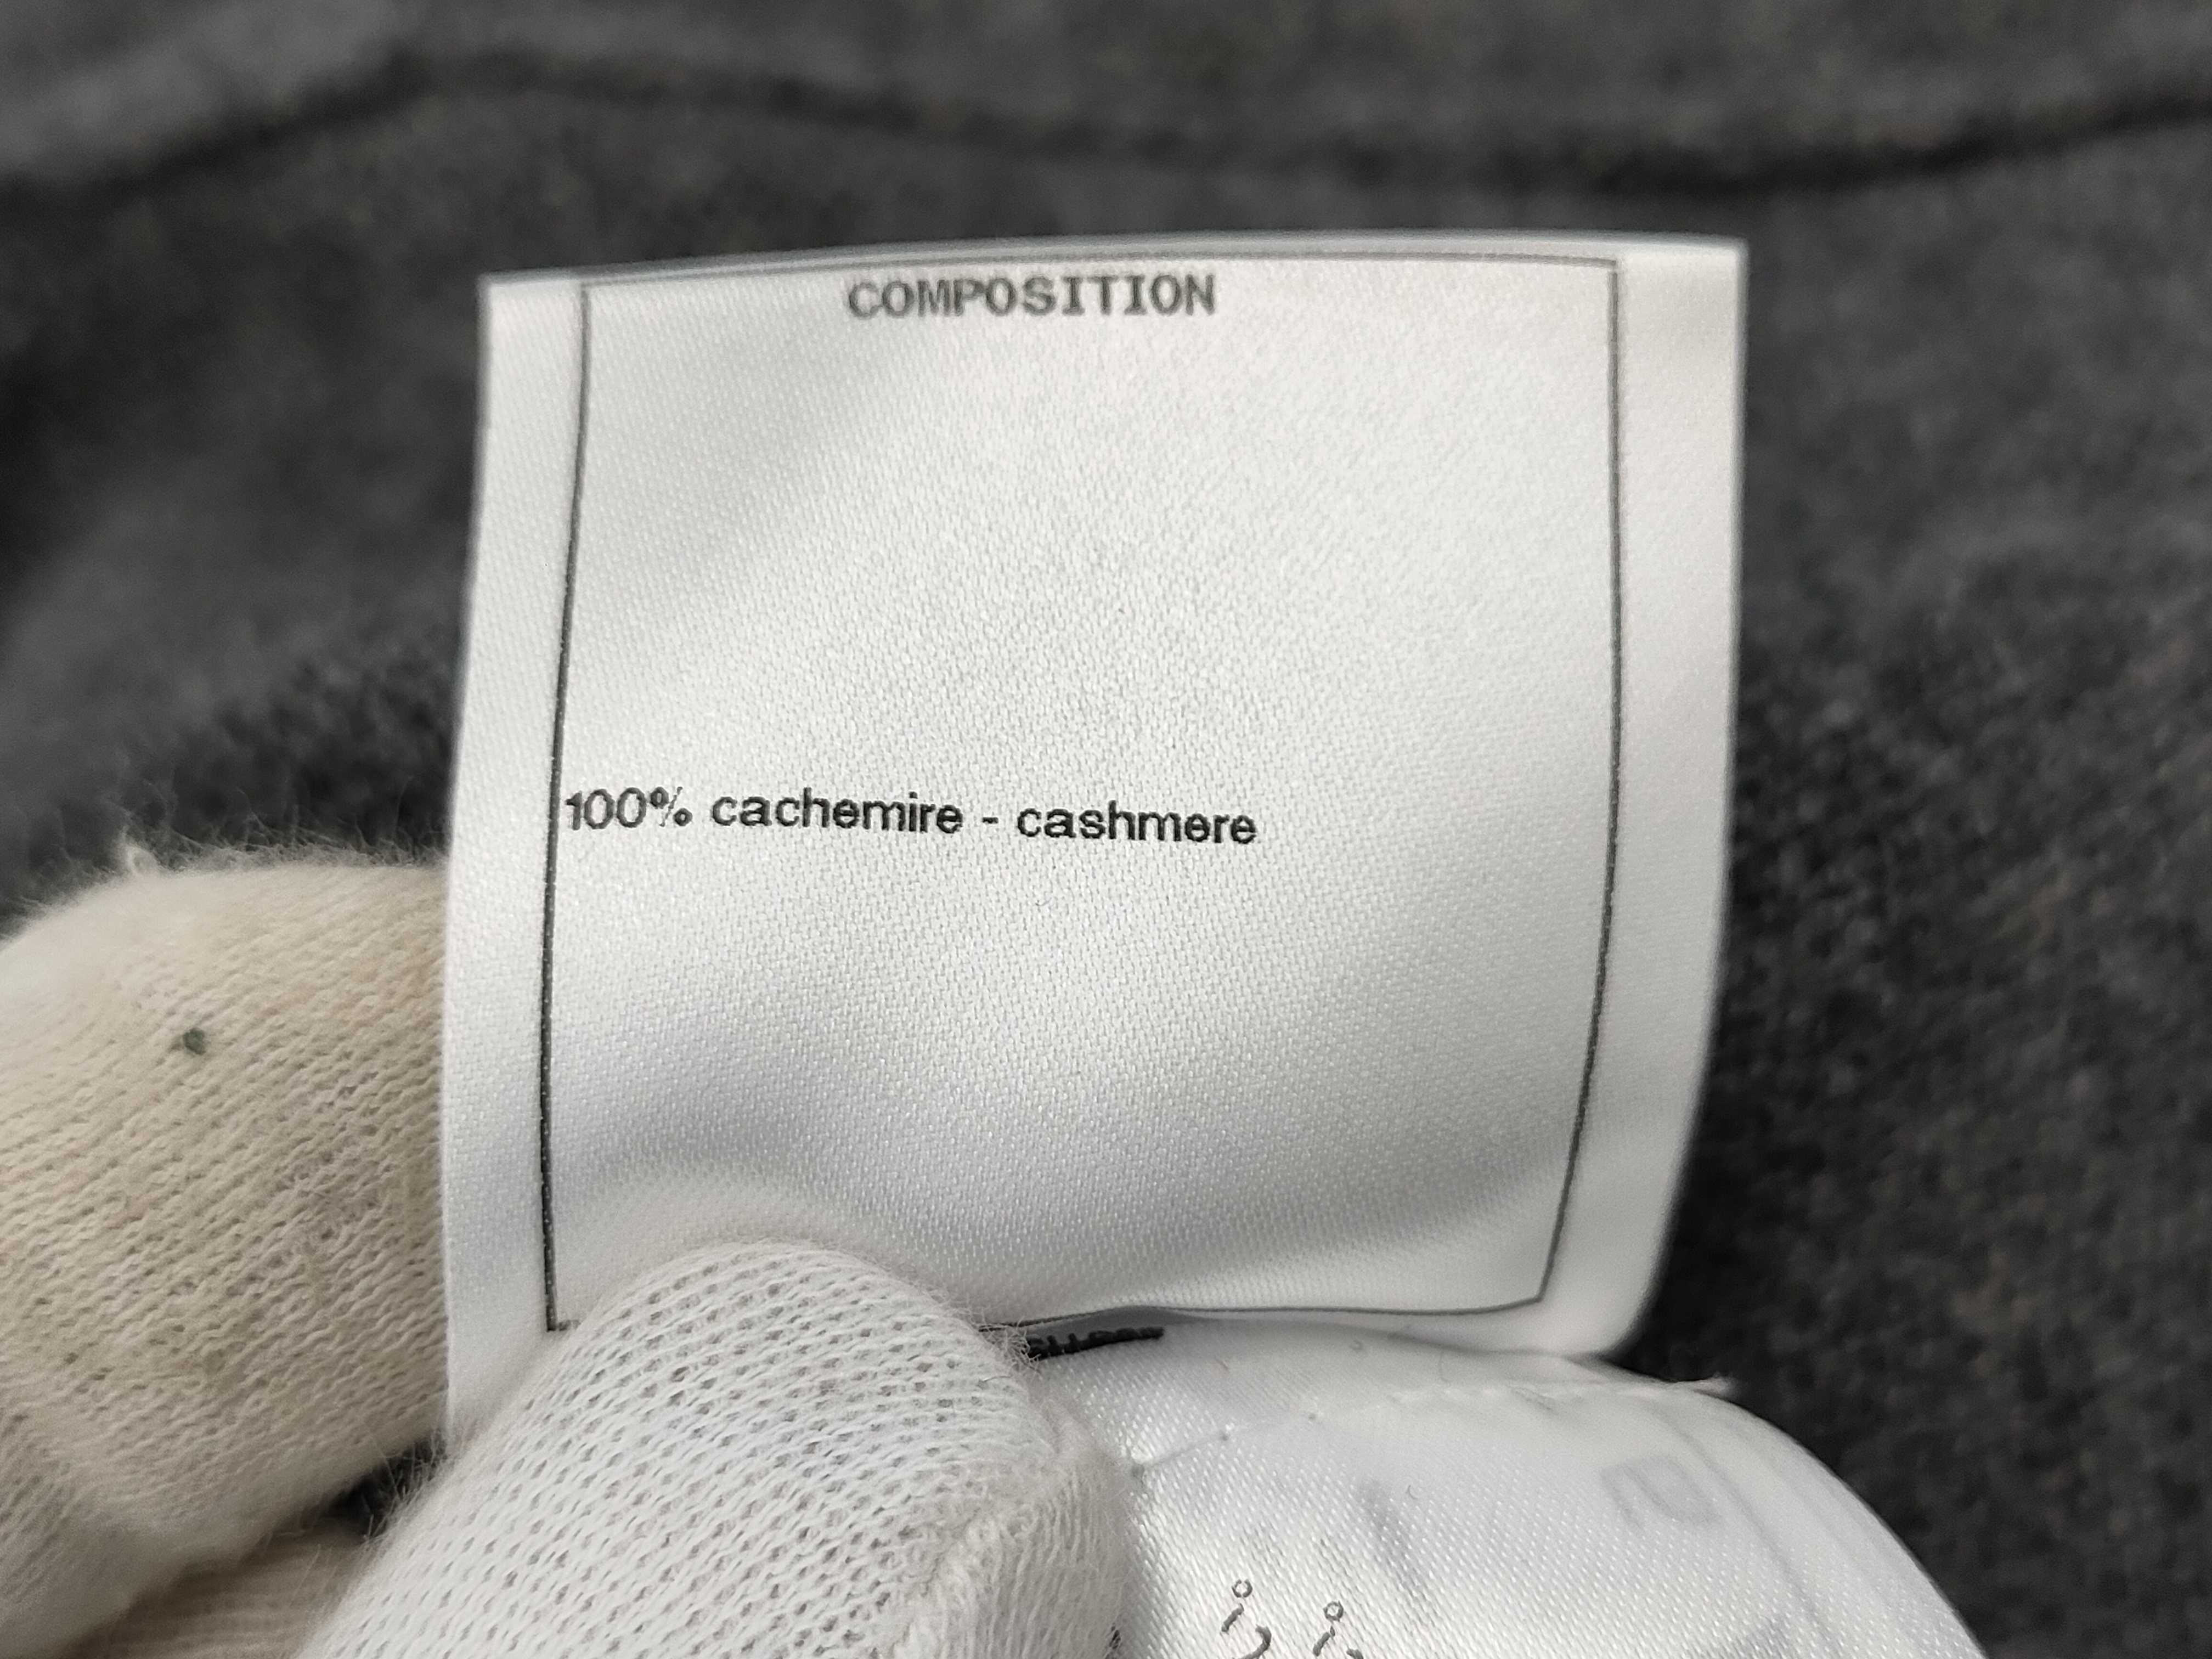 COMPOSITION
100% cachemire - cashmere